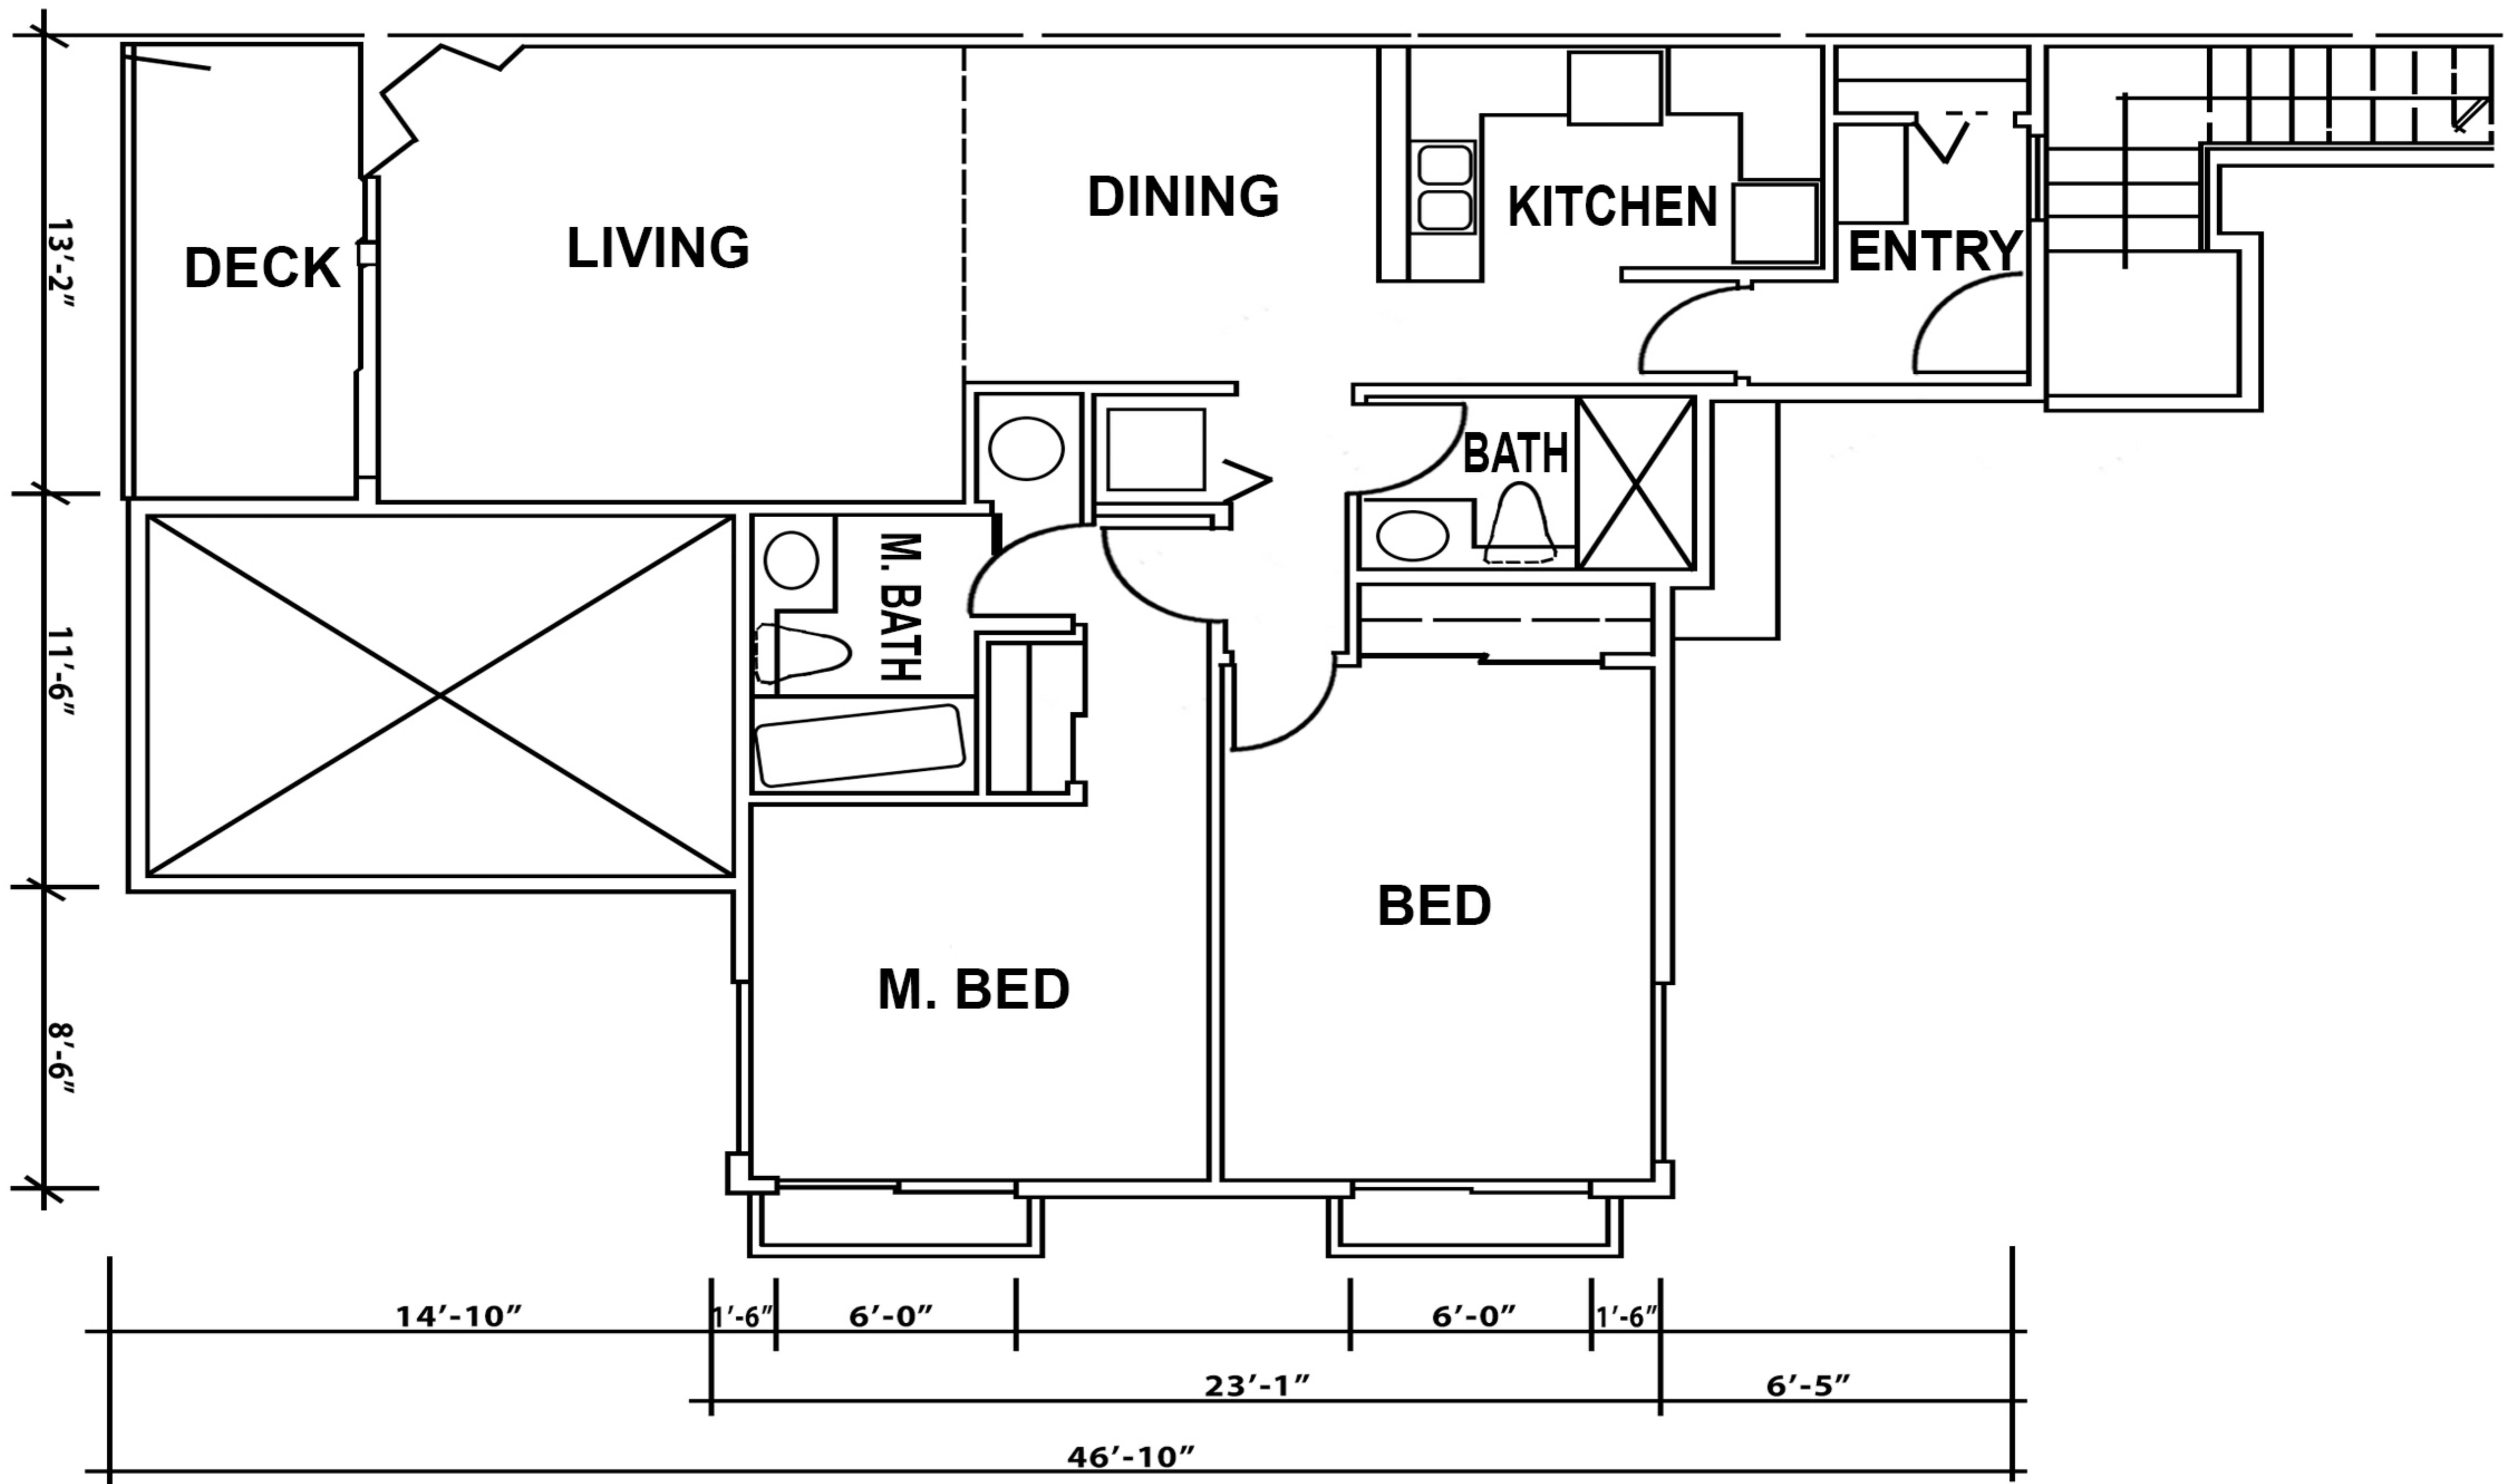 DECK
LIVING
DINING
KITCHEN
ENTRY
BATH
M. BATH
BED
M. BED
13′-2″
11′-6″
8′-6″
14′-10″
1′-6″
6′-0″
6′-0″
1′-6″
23′-1″
6′-5″
46′-10″